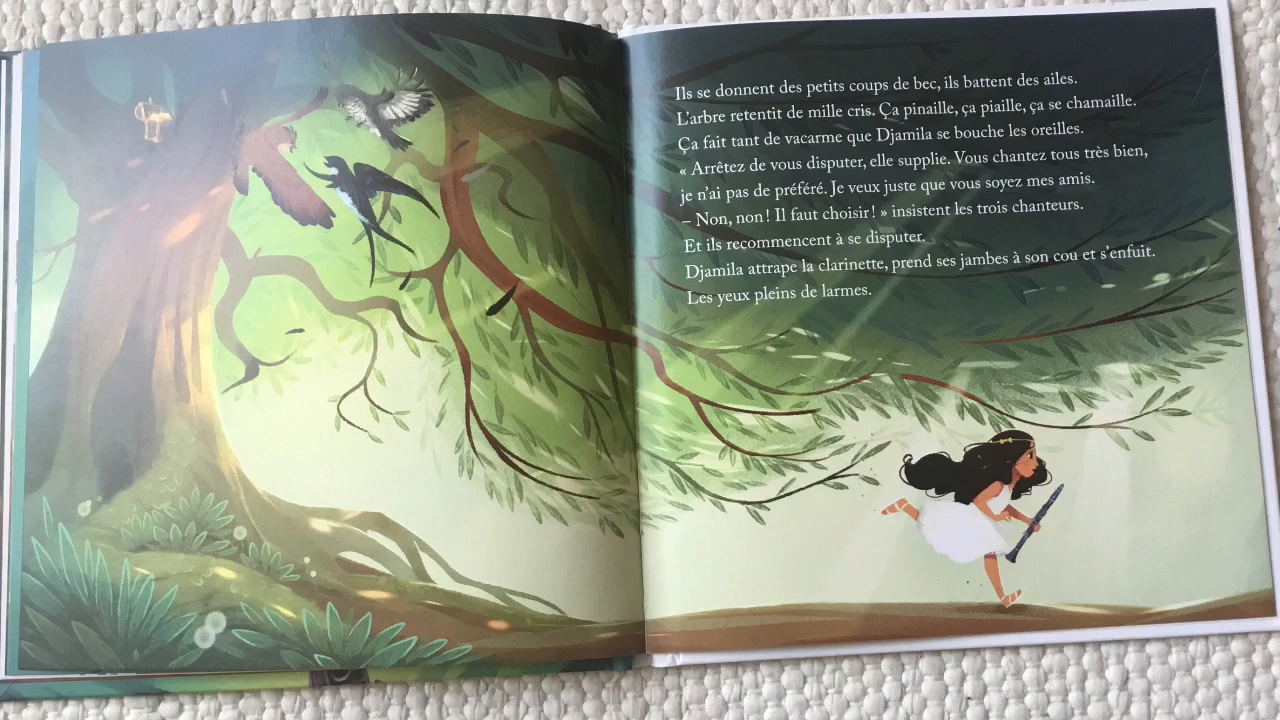 Ils se donnent des petits coups de bec, ils battent des ailes.
L'arbre retentit de mille cris. Ça pinaille, ça piaille, ça se chamaille.
Ça fait tant de vacarme que Djamila se bouche les oreilles.
« Arrêtez de vous disputer, elle supplie. Vous chantez tous très bien,
je n'ai pas de préféré. Je veux juste que vous soyez mes amis.
– Non, non ! Il faut choisir ! » insistent les trois chanteurs.
Et ils recommencent à se disputer.
Djamila attrape la clarinette, prend ses jambes à son cou et s'enfuit.
Les yeux pleins de larmes.